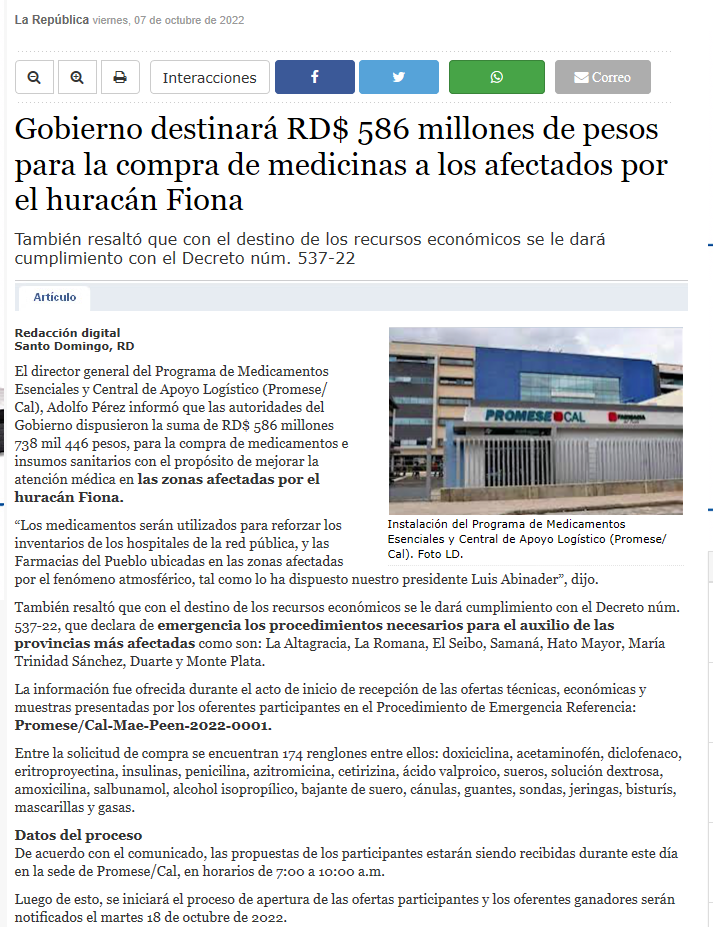 La República viernes, 07 de octubre de 2022
Interacciones
Correo
Gobierno destinará RD$ 586 millones de pesos
para la compra de medicinas a los afectados por
el huracán Fiona
También resaltó que con el destino de los recursos económicos se le dará
cumplimiento con el Decreto núm. 537-22
Artículo
Redacción digital
Santo Domingo, RD
El director general del Programa de Medicamentos
Esenciales y Central de Apoyo Logístico (Promese/
Cal), Adolfo Pérez informó que las autoridades del
Gobierno dispusieron la suma de RD$ 586 millones
738 mil 446 pesos, para la compra de medicamentos e
insumos sanitarios con el propósito de mejorar la
atención médica en las zonas afectadas por el
huracán Fiona.
PROMESE CAL
Instalación del Programa de Medicamentos
Esenciales y Central de Apoyo Logístico (Promese/
Cal). Foto LD.
“Los medicamentos serán utilizados para reforzar los
inventarios de los hospitales de la red pública, y las
Farmacias del Pueblo ubicadas en las zonas afectadas
por el fenómeno atmosférico, tal como lo ha dispuesto nuestro presidente Luis Abinader”, dijo.
También resaltó que con el destino de los recursos económicos se le dará cumplimiento con el Decreto núm.
537-22, que declara de emergencia los procedimientos necesarios para el auxilio de las
provincias más afectadas como son: La Altagracia, La Romana, El Seibo, Samaná, Hato Mayor, María
Trinidad Sánchez, Duarte y Monte Plata.
La información fue ofrecida durante el acto de inicio de recepción de las ofertas técnicas, económicas y
muestras presentadas por los oferentes participantes en el Procedimiento de Emergencia Referencia:
Promese/Cal-Mae-Peen-2022-0001.
Entre la solicitud de compra se encuentran 174 renglones entre ellos: doxiciclina, acetaminofén, diclofenaco,
eritroproyectina, insulinas, penicilina, azitromicina, cetirizina, ácido valproico, sueros, solución dextrosa,
amoxicilina, salbunamol, alcohol isopropílico, bajante de suero, cánulas, guantes, sondas, jeringas, bisturís,
mascarillas y gasas.
Datos del proceso
De acuerdo con el comunicado, las propuestas de los participantes estarán siendo recibidas durante este día
en la sede de Promese/Cal, en horarios de 7:00 a 10:00 a.m.
Luego de esto, se iniciará el proceso de apertura de las ofertas participantes y los oferentes ganadores serán
notificados el martes 18 de octubre de 2022.